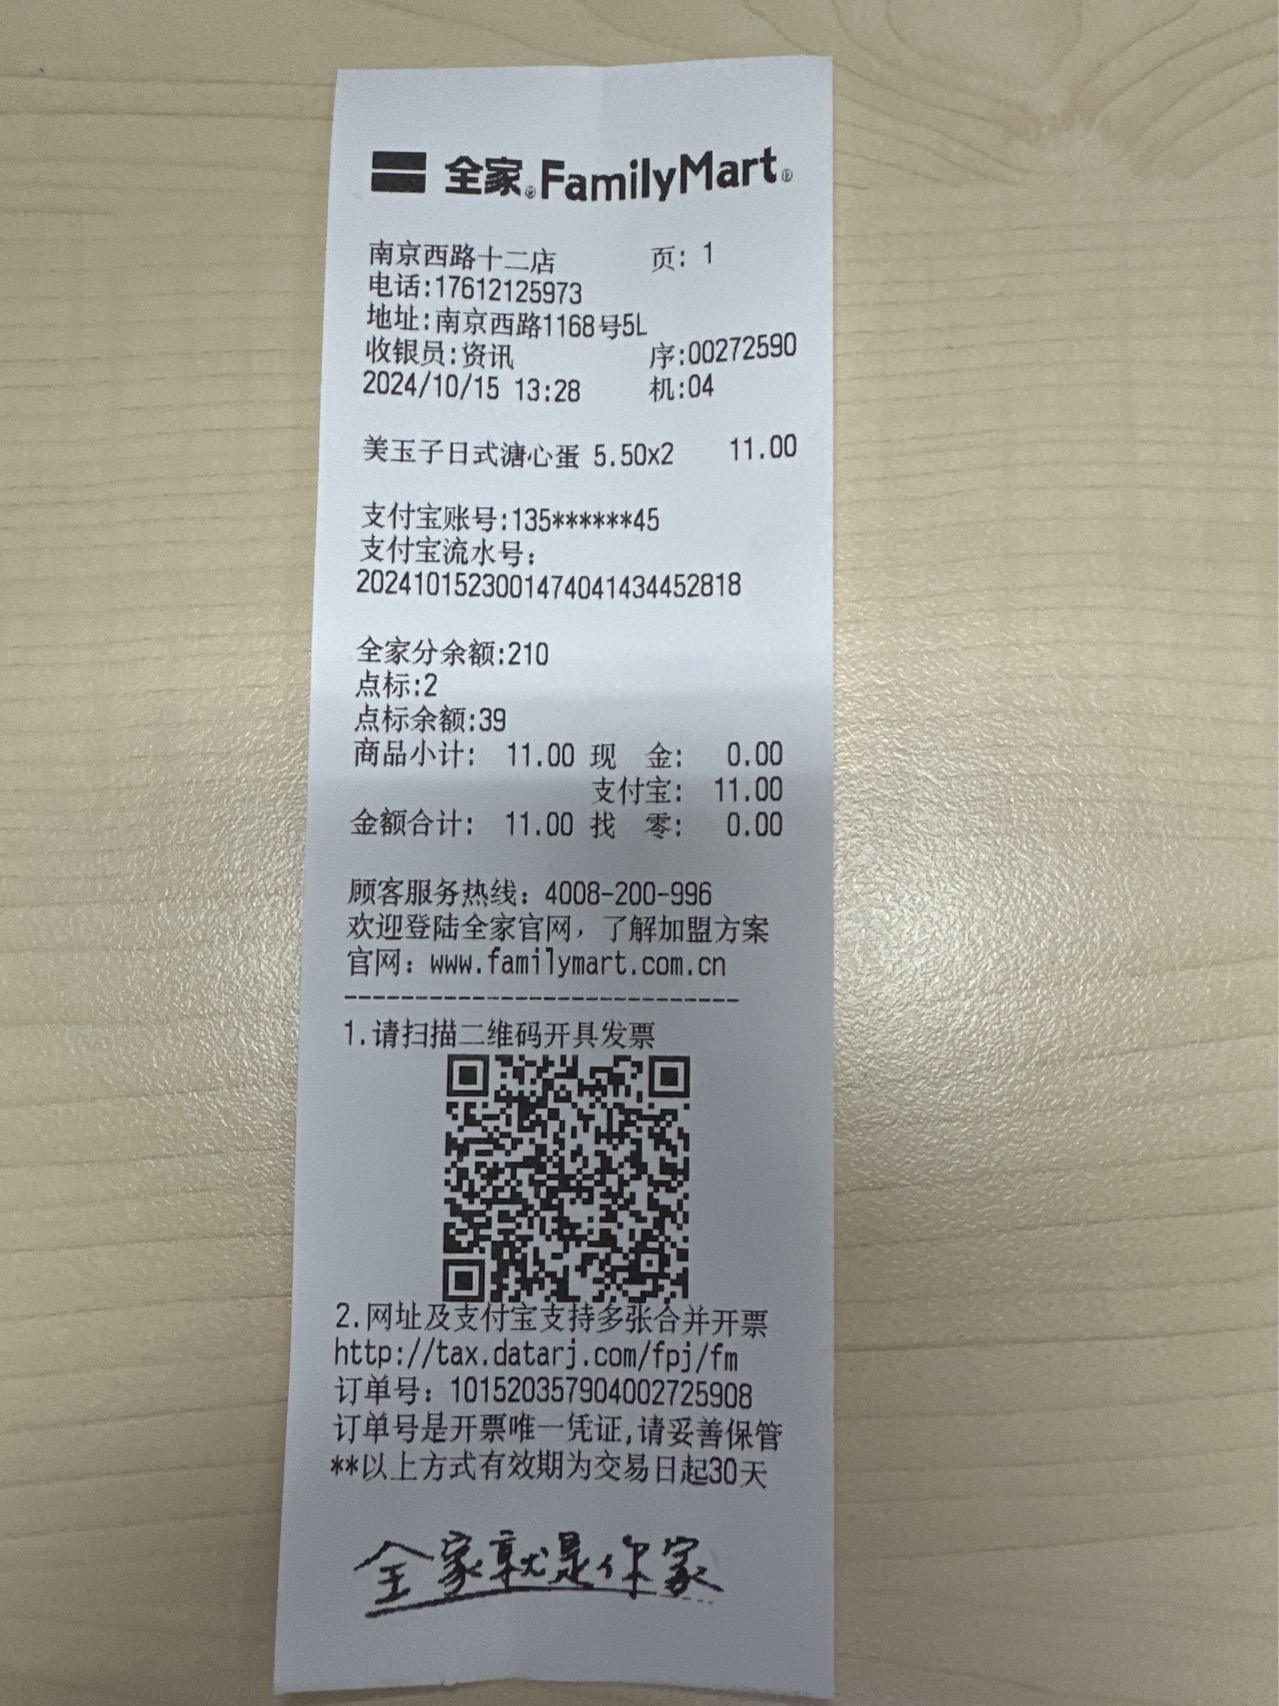 全家®FamilyMart®
南京西路十二店 页: 1
电话:17612125973
地址:南京西路1168号5L
收银员:资讯 序:00272590
2024/10/15 13:28 机:04
美玉子日式溏心蛋 5.50x2 11.00
支付宝账号:135******45
支付宝流水号:
2024101523001474041434452818
全家分余额:210
点标:2
点标余额:39
商品小计: 11.00 现 金: 0.00
支付宝: 11.00
金额合计: 11.00 找 零: 0.00
顾客服务热线: 4008-200-996
欢迎登陆全家官网, 了解加盟方案
官网: www.familymart.com.cn
----------------------------
1.请扫描二维码开具发票
2.网址及支付宝支持多张合并开票
http://tax.datarj.com/fpj/fm
订单号: 101520357904002725908
订单号是开票唯一凭证,请妥善保管
**以上方式有效期为交易日起30天
全家就是你家